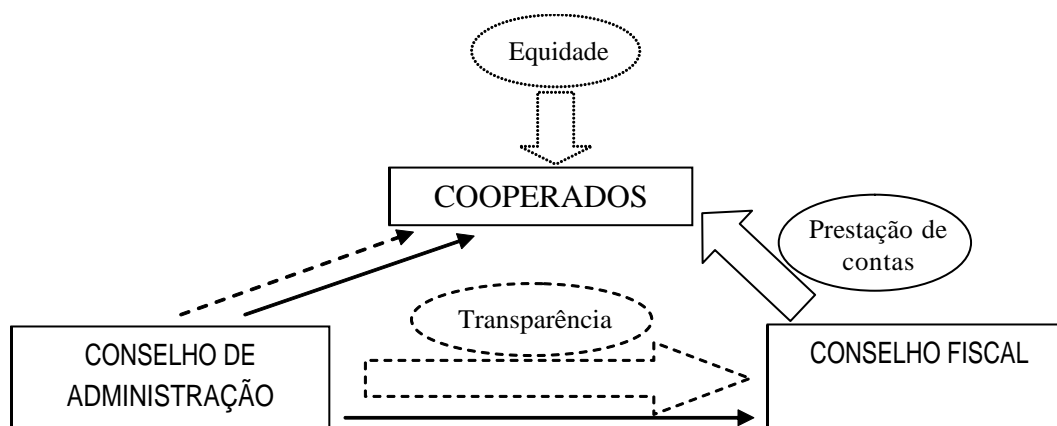 Equidade
COOPERADOS
Prestação de
contas
Transparência
CONSELHO DE
ADMINISTRAÇÃO
CONSELHO FISCAL